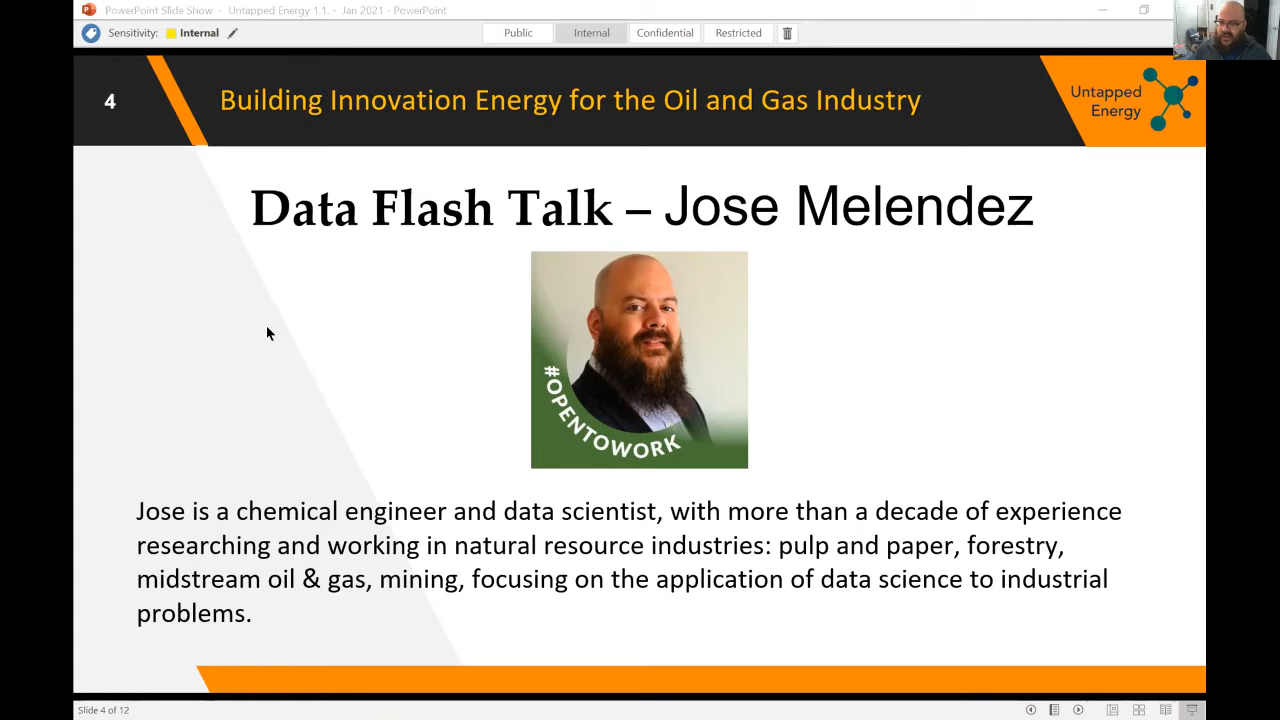 PowerPoint Slide Show - Untapped Energy 1.1. - Jan 2021 - PowerPoint
Sensitivity: Internal
Public Internal Confidential Restricted
4
Building Innovation Energy for the Oil and Gas Industry
Untapped
Energy
Data Flash Talk – Jose Melendez
#OPENTOWORK
Jose is a chemical engineer and data scientist, with more than a decade of experience
researching and working in natural resource industries: pulp and paper, forestry,
midstream oil & gas, mining, focusing on the application of data science to industrial
problems.
Slide 4 of 12